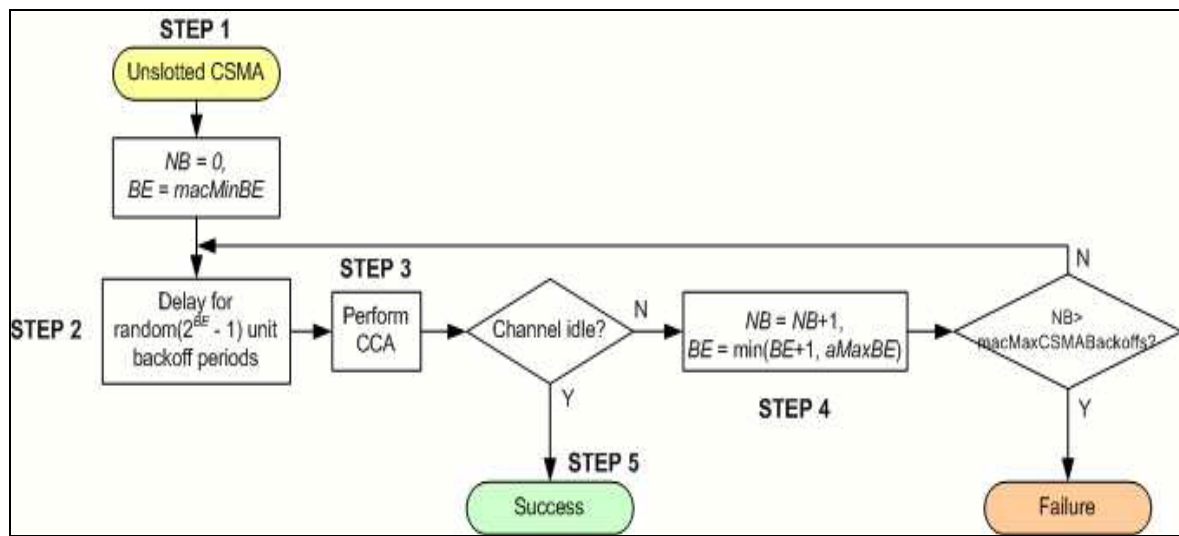 STEP 1
Unslotted CSMA
NB = 0,
BE = macMinBE
STEP 2
Delay for
random(2^BE - 1) unit
backoff periods
STEP 3
Perform
CCA
Channel idle?
N
Y
NB = NB+1,
BE = min(BE+1, aMaxBE)
STEP 4
N
NB>
macMaxCSMABackoffs?
Y
STEP 5
Success
Failure